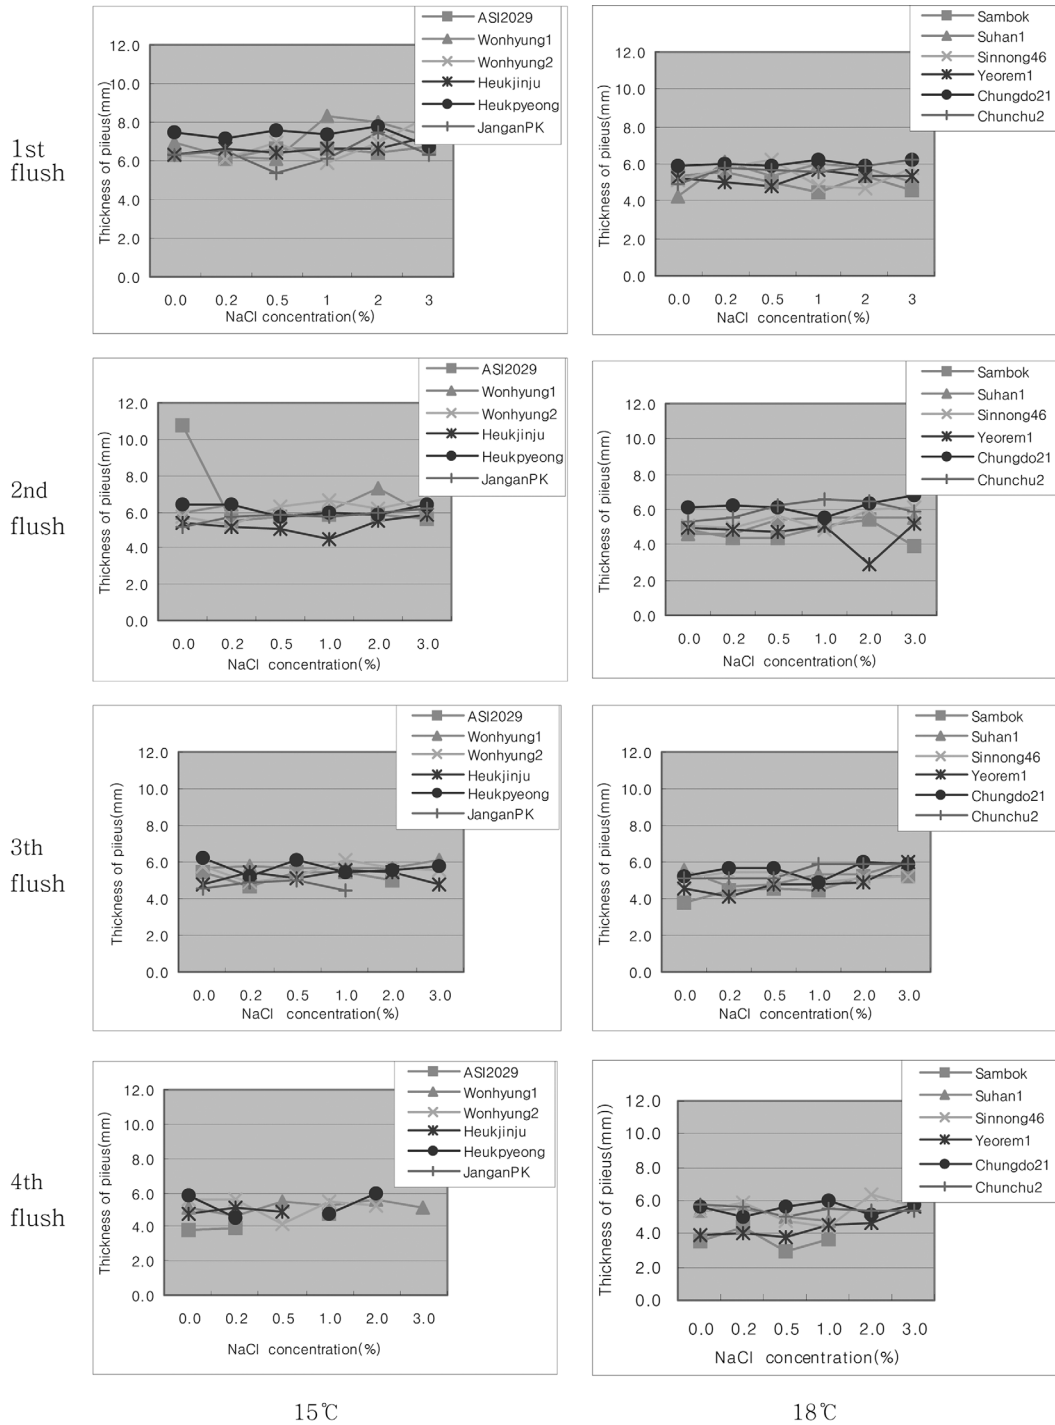 1st
flush
ASI2029
Wonhyung1
Wonhyung2
Heukjinju
Heukpyeong
JanganPK
Thickness of piieus(mm)
12.0
10.0
8.0
6.0
4.0
2.0
0.0
0.0 0.2 0.5 1 2 3
NaCl concentration(%)
Sambok
Suhan1
Sinnong46
Yeorem1
Chungdo21
Chunchu2
Thickness of piieus(mm)
12.0
10.0
8.0
6.0
4.0
2.0
0.0
0.0 0.2 0.5 1 2 3
NaCl concentration(%)
2nd
flush
ASI2029
Wonhyung1
Wonhyung2
Heukjinju
Heukpyeong
JanganPK
Thickness of piieus(mm)
12.0
10.0
8.0
6.0
4.0
2.0
0.0
0.0 0.2 0.5 1.0 2.0 3.0
NaCl concentration(%)
Sambok
Suhan1
Sinnong46
Yeorem1
Chungdo21
Chunchu2
Thickness of piieus(mm)
12.0
10.0
8.0
6.0
4.0
2.0
0.0
0.0 0.2 0.5 1.0 2.0 3.0
NaCl concentration(%)
3th
flush
ASI2029
Wonhyung1
Wonhyung2
Heukjinju
Heukpyeong
JanganPK
Thickness of piieus(mm)
12.0
10.0
8.0
6.0
4.0
2.0
0.0
0.0 0.2 0.5 1.0 2.0 3.0
NaCl concentration(%)
Sambok
Suhan1
Sinnong46
Yeorem1
Chungdo21
Chunchu2
Thickness of piieus(mm)
12.0
10.0
8.0
6.0
4.0
2.0
0.0
0.0 0.2 0.5 1.0 2.0 3.0
NaCl concentration(%)
4th
flush
ASI2029
Wonhyung1
Wonhyung2
Heukjinju
Heukpyeong
JanganPK
Thickness of piieus(mm)
12.0
10.0
8.0
6.0
4.0
2.0
0.0
0.0 0.2 0.5 1.0 2.0 3.0
NaCl concentration(%)
Sambok
Suhan1
Sinnong46
Yeorem1
Chungdo21
Chunchu2
Thickness of piieus(mm))
12.0
10.0
8.0
6.0
4.0
2.0
0.0
0.0 0.2 0.5 1.0 2.0 3.0
NaCl concentration(%)
15℃
18℃